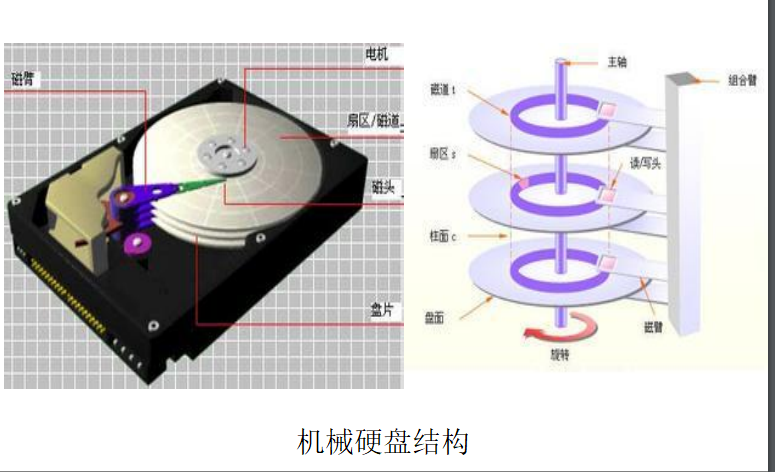 电机
磁臂
扇区/磁道
磁头
盘片
主轴
组合臂
磁道 t
扇区 s
读/写头
柱面 c
盘面
磁臂
旋转
机械硬盘结构